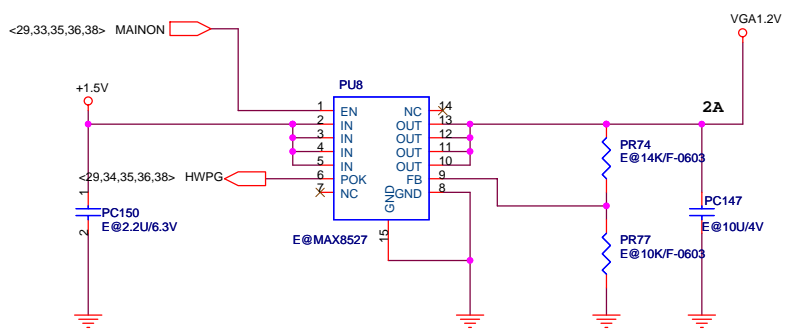 VGA1.2V
<29,33,35,36,38> MAINON
+1.5V
PU8
2A
1 EN NC 14
2 IN OUT 13
3 IN OUT 12
4 IN OUT 11
5 IN OUT 10
<29,34,35,36,38> HWPG
6 POK FB 9
7 NC GND 8
GND
15
E@MAX8527
1
PC150
E@2.2U/6.3V
2
PR74
E@14K/F-0603
PC147
E@10U/4V
PR77
E@10K/F-0603